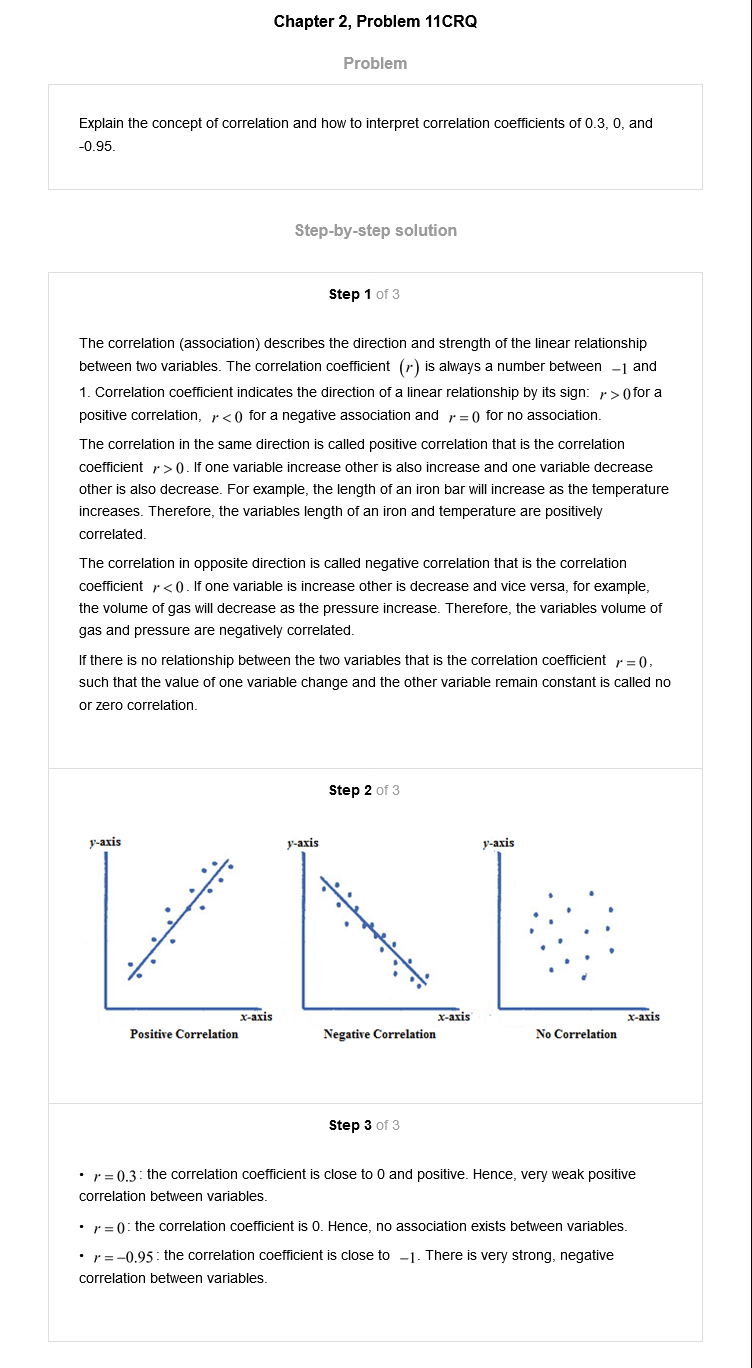 Chapter 2, Problem 11CRQ
Problem
Explain the concept of correlation and how to interpret correlation coefficients of 0.3, 0, and
-0.95.
Step-by-step solution
Step 1 of 3
The correlation (association) describes the direction and strength of the linear relationship
between two variables. The correlation coefficient (r) is always a number between −1 and
1. Correlation coefficient indicates the direction of a linear relationship by its sign: r > 0 for a
positive correlation, r < 0 for a negative association and r = 0 for no association.
The correlation in the same direction is called positive correlation that is the correlation
coefficient r > 0. If one variable increase other is also increase and one variable decrease
other is also decrease. For example, the length of an iron bar will increase as the temperature
increases. Therefore, the variables length of an iron and temperature are positively
correlated.
The correlation in opposite direction is called negative correlation that is the correlation
coefficient r < 0. If one variable is increase other is decrease and vice versa, for example,
the volume of gas will decrease as the pressure increase. Therefore, the variables volume of
gas and pressure are negatively correlated.
If there is no relationship between the two variables that is the correlation coefficient r = 0,
such that the value of one variable change and the other variable remain constant is called no
or zero correlation.
Step 2 of 3
y-axis y-axis y-axis
x-axis x-axis x-axis
Positive Correlation Negative Correlation No Correlation
Step 3 of 3
• r = 0.3: the correlation coefficient is close to 0 and positive. Hence, very weak positive
correlation between variables.
• r = 0: the correlation coefficient is 0. Hence, no association exists between variables.
• r = −0.95: the correlation coefficient is close to −1. There is very strong, negative
correlation between variables.